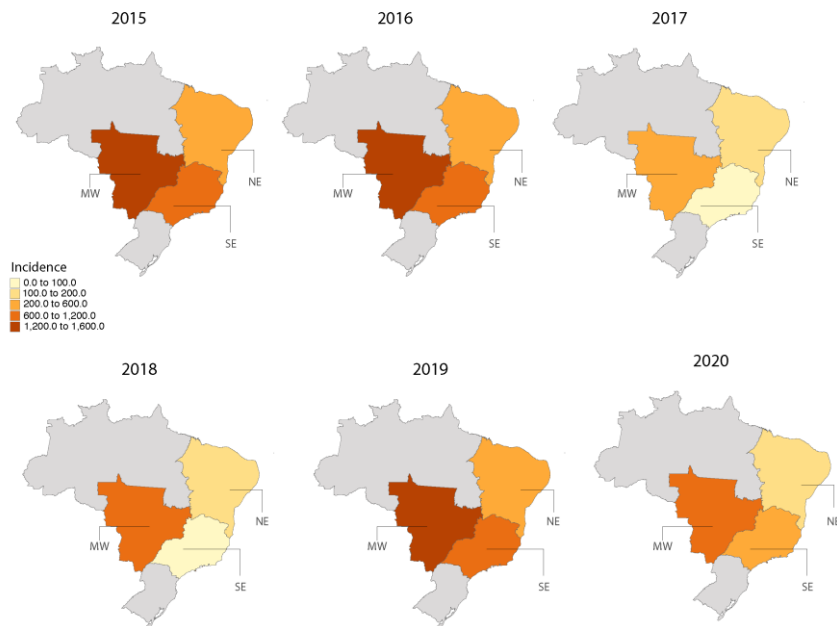 2015
2016
2017
MW
NE
SE
MW
NE
SE
MW
NE
SE
Incidence
0.0 to 100.0
100.0 to 200.0
200.0 to 600.0
600.0 to 1,200.0
1,200.0 to 1,600.0
2018
2019
2020
MW
NE
SE
MW
NE
SE
MW
NE
SE